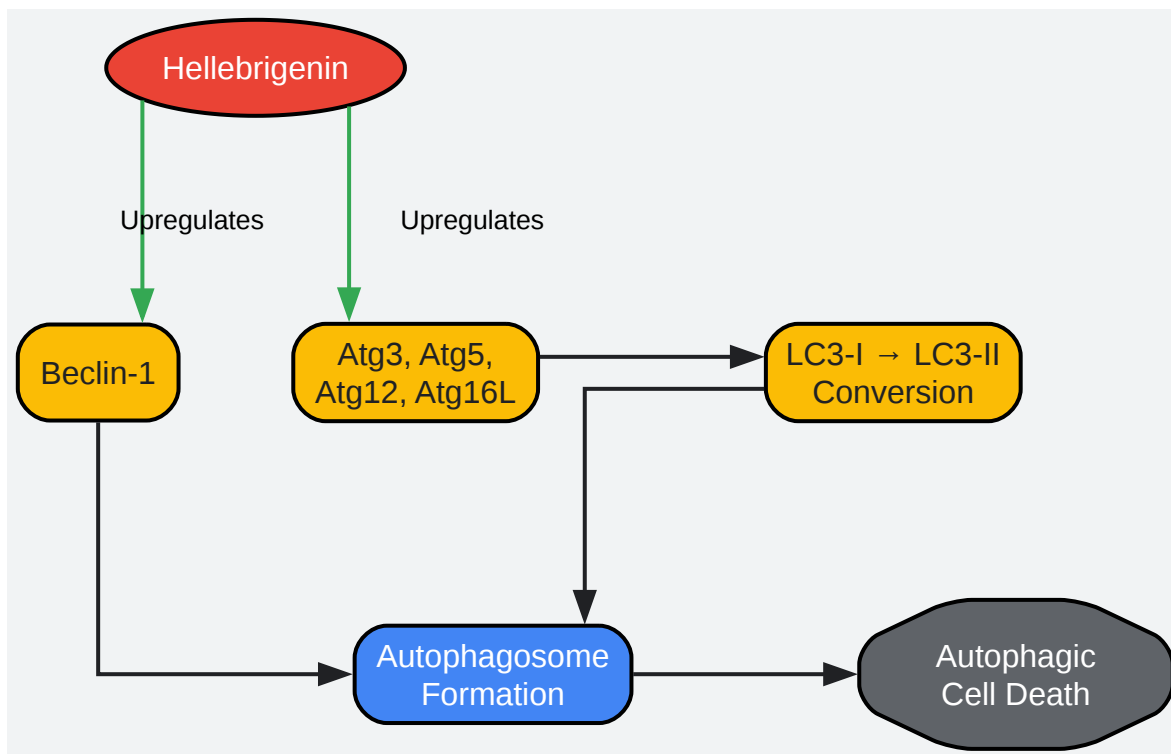 Hellebrigenin
Upregulates
Upregulates
Beclin-1
Atg3, Atg5,
Atg12, Atg16L
LC3-I → LC3-II
Conversion
Autophagosome
Formation
Autophagic
Cell Death